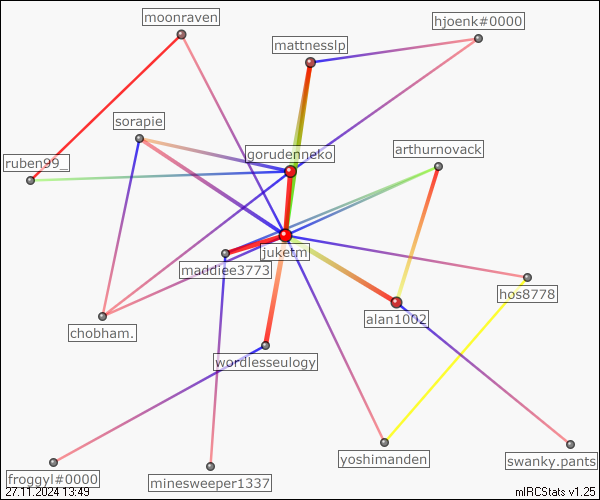 moonraven
hjoenk#0000
mattnesslp
sorapie
gorudenneko
arthurnovack
ruben99_
juketm
maddiee3773
hos8778
alan1002
chobham.
wordlesseulogy
yoshimanden
swanky.pants
froggyl#0000
minesweeper1337
27.11.2024 13:49
mIRCStats v1.25